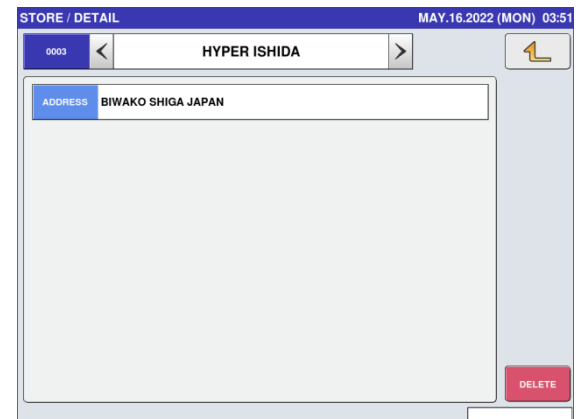 STORE / DETAIL MAY.16.2022 (MON) 03:51
0003 < HYPER ISHIDA >
ADDRESS BIWAKO SHIGA JAPAN
DELETE